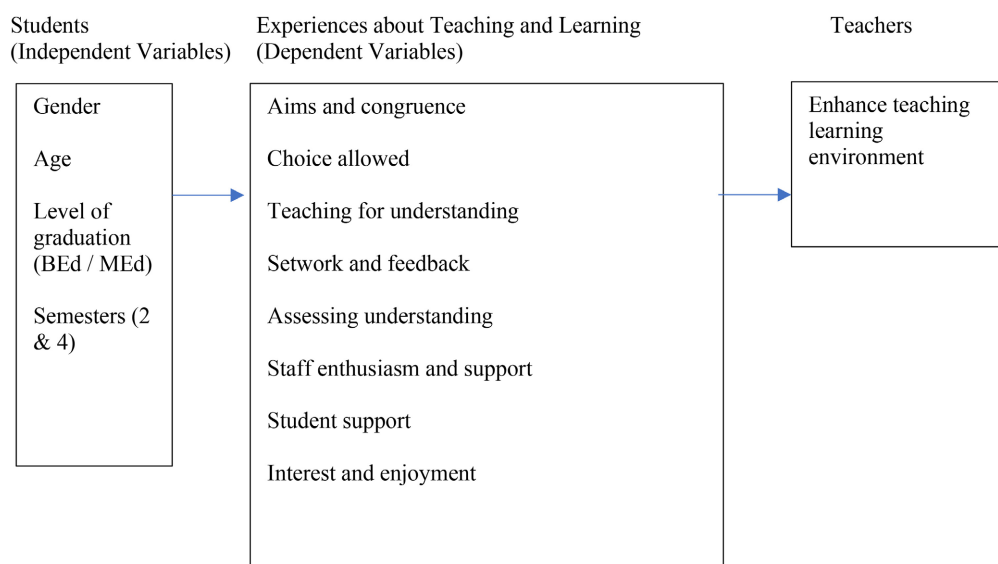 Students
(Independent Variables)
Experiences about Teaching and Learning
(Dependent Variables)
Teachers
Gender
Age
Level of
graduation
(BEd / MEd)
Semesters (2
& 4)
Aims and congruence
Choice allowed
Teaching for understanding
Setwork and feedback
Assessing understanding
Staff enthusiasm and support
Student support
Interest and enjoyment
Enhance teaching
learning
environment